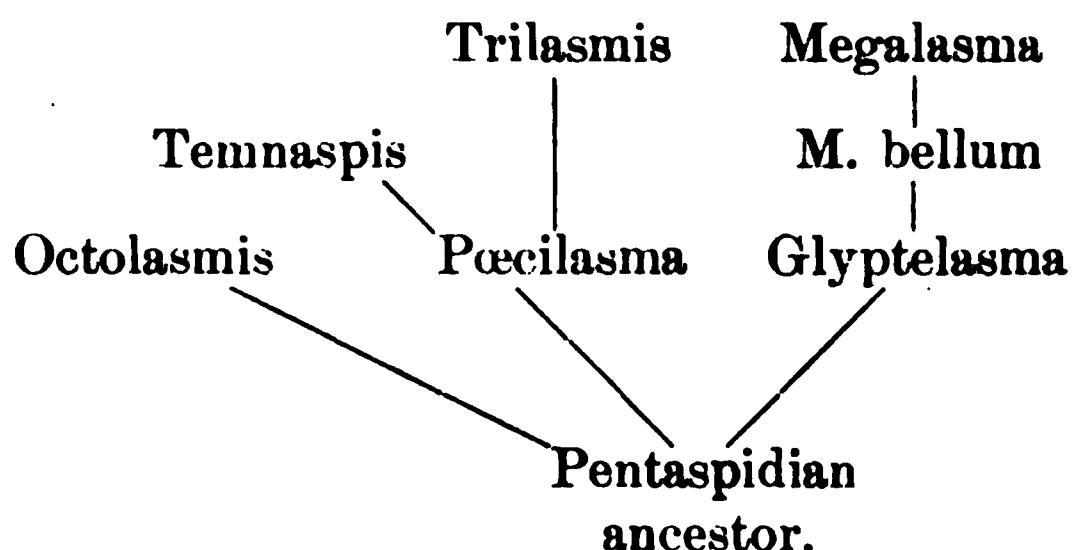 Trilasmis Megalasma
Temnaspis M. bellum
Octolasmis Pœcilasma Glyptelasma
Pentaspidian
ancestor.